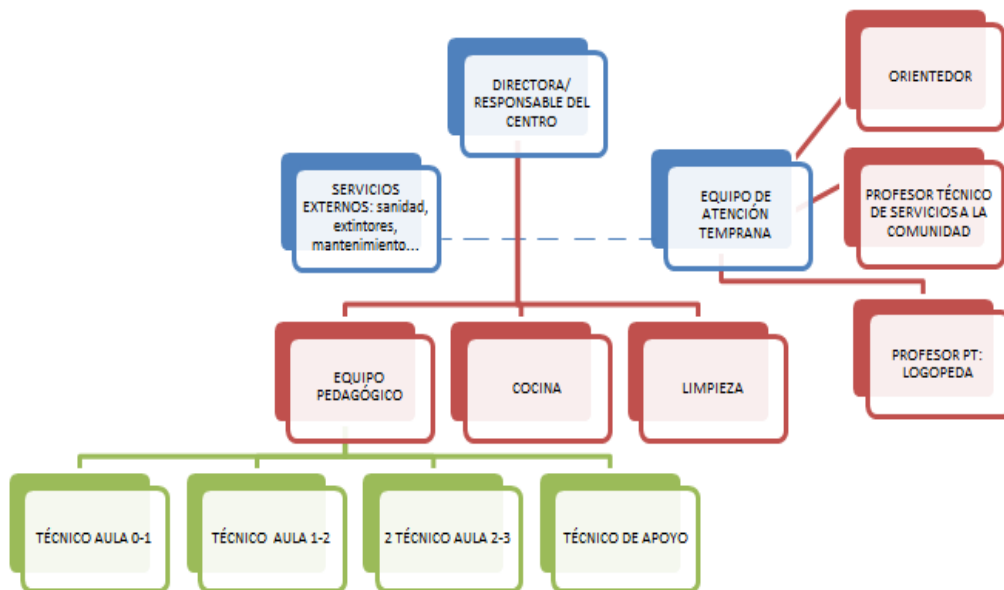 DIRECTORA/
RESPONSABLE DEL
CENTRO
ORIENTEDOR
SERVICIOS
EXTERNOS: sanidad,
extintores,
mantenimiento...
EQUIPO DE
ATENCIÓN
TEMPRANA
PROFESOR TÉCNICO
DE SERVICIOS A LA
COMUNIDAD
EQUIPO
PEDAGÓGICO
COCINA
LIMPIEZA
PROFESOR PT:
LOGOPEDA
TÉCNICO AULA 0-1
TÉCNICO AULA 1-2
2 TÉCNICO AULA 2-3
TÉCNICO DE APOYO